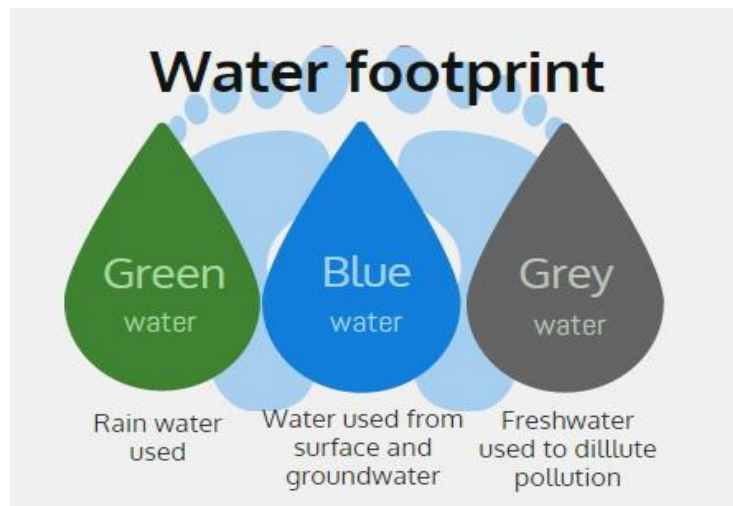 Water footprint
Green
water
Blue
water
Grey
water
Rain water
used
Water used from
surface and
groundwater
Freshwater
used to dilllute
pollution